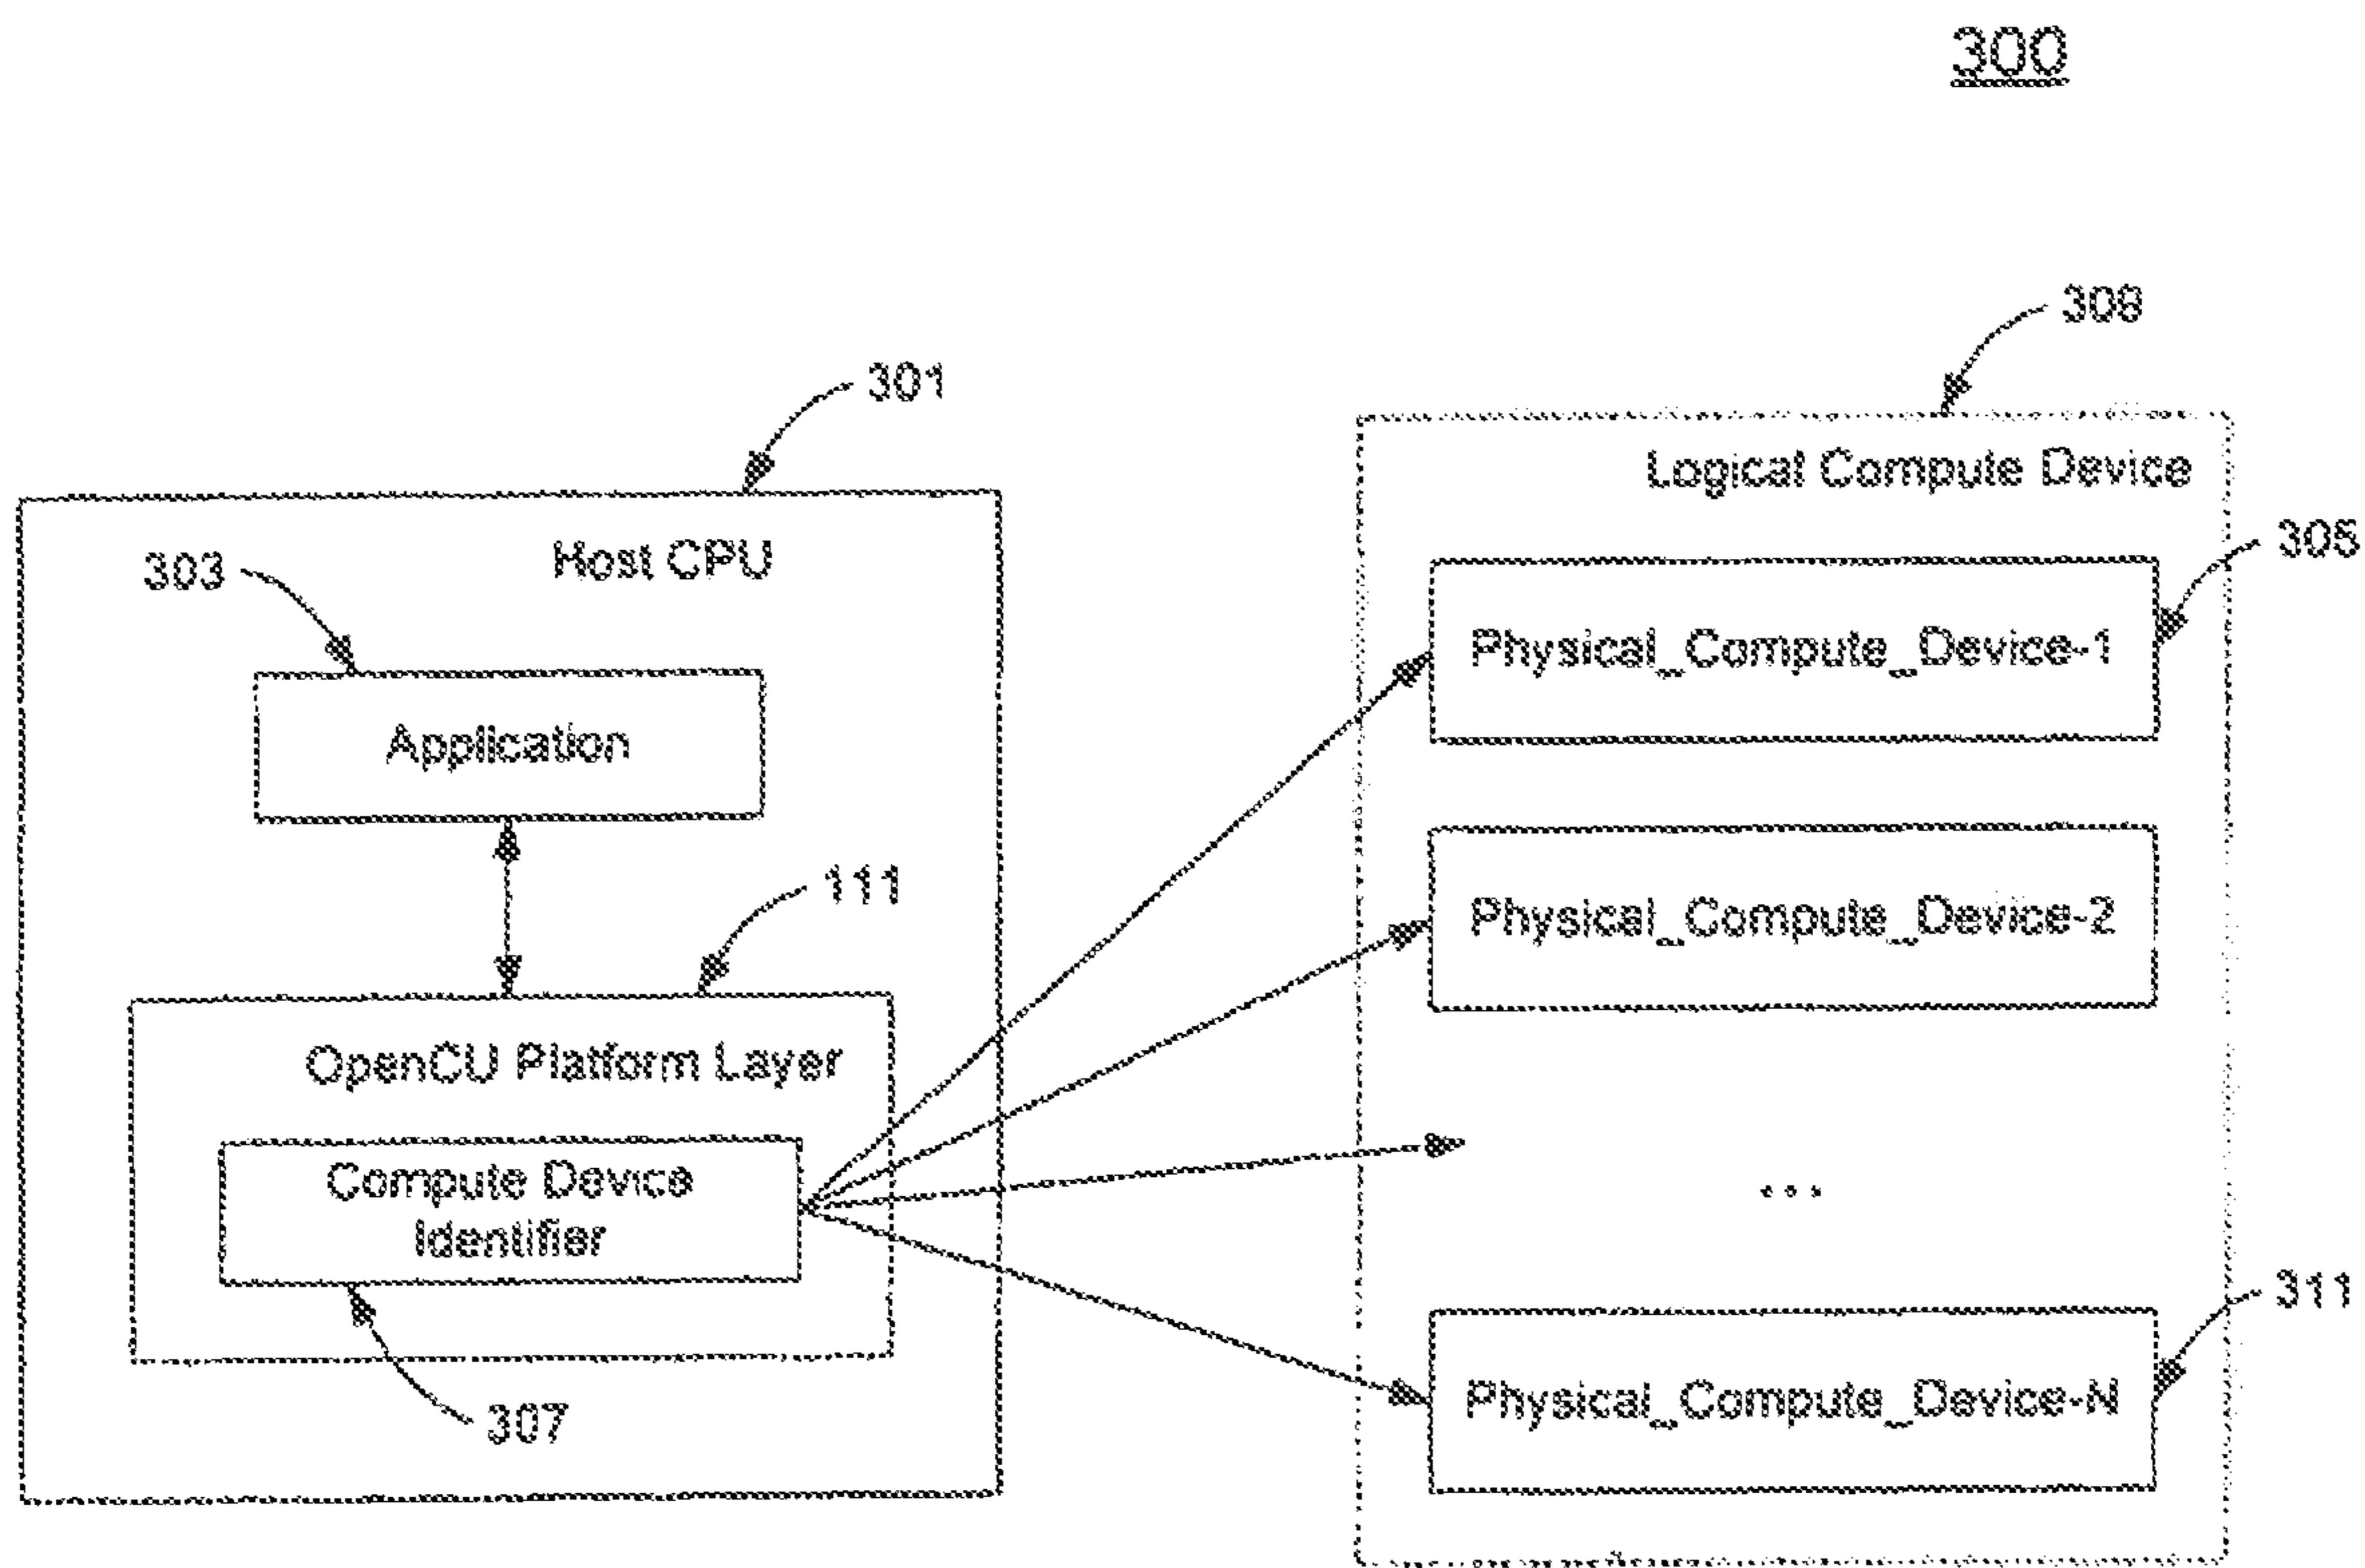 300
309
301
Logical Compute Device
Host CPU
305
303
Physical_Compute_Device-1
Application
111
Physical_Compute_Device-2
OpenCU Platform Layer
Compute Device
Identifier
...
311
Physical_Compute_Device-N
307